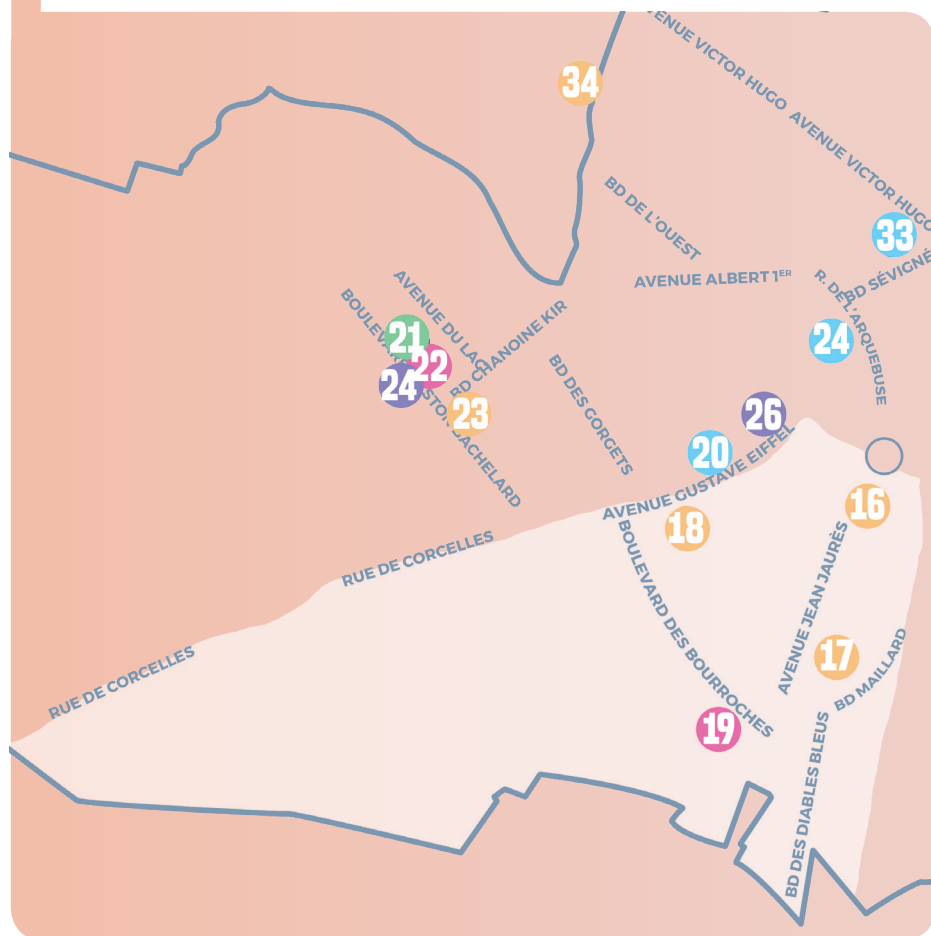 AVENUE VICTOR HUGO
AVENUE VICTOR HUGO
34
BD DE L'OUEST
33
BD SÉVIGNÉ
AVENUE ALBERT 1ER
R. DE L'ARQUEBUSE
24
AVENUE DU LAC
BD CHANOINE KIR
21
22
24
23
BD DES GORGETS
26
20
AVENUE GUSTAVE EIFFEL
18
16
RUE DE CORCELLES
BOULEVARD DES BOURROCHES
AVENUE JEAN JAURÈS
17
BD MAILLARD
RUE DE CORCELLES
19
BD DES DIABLES BLEUS